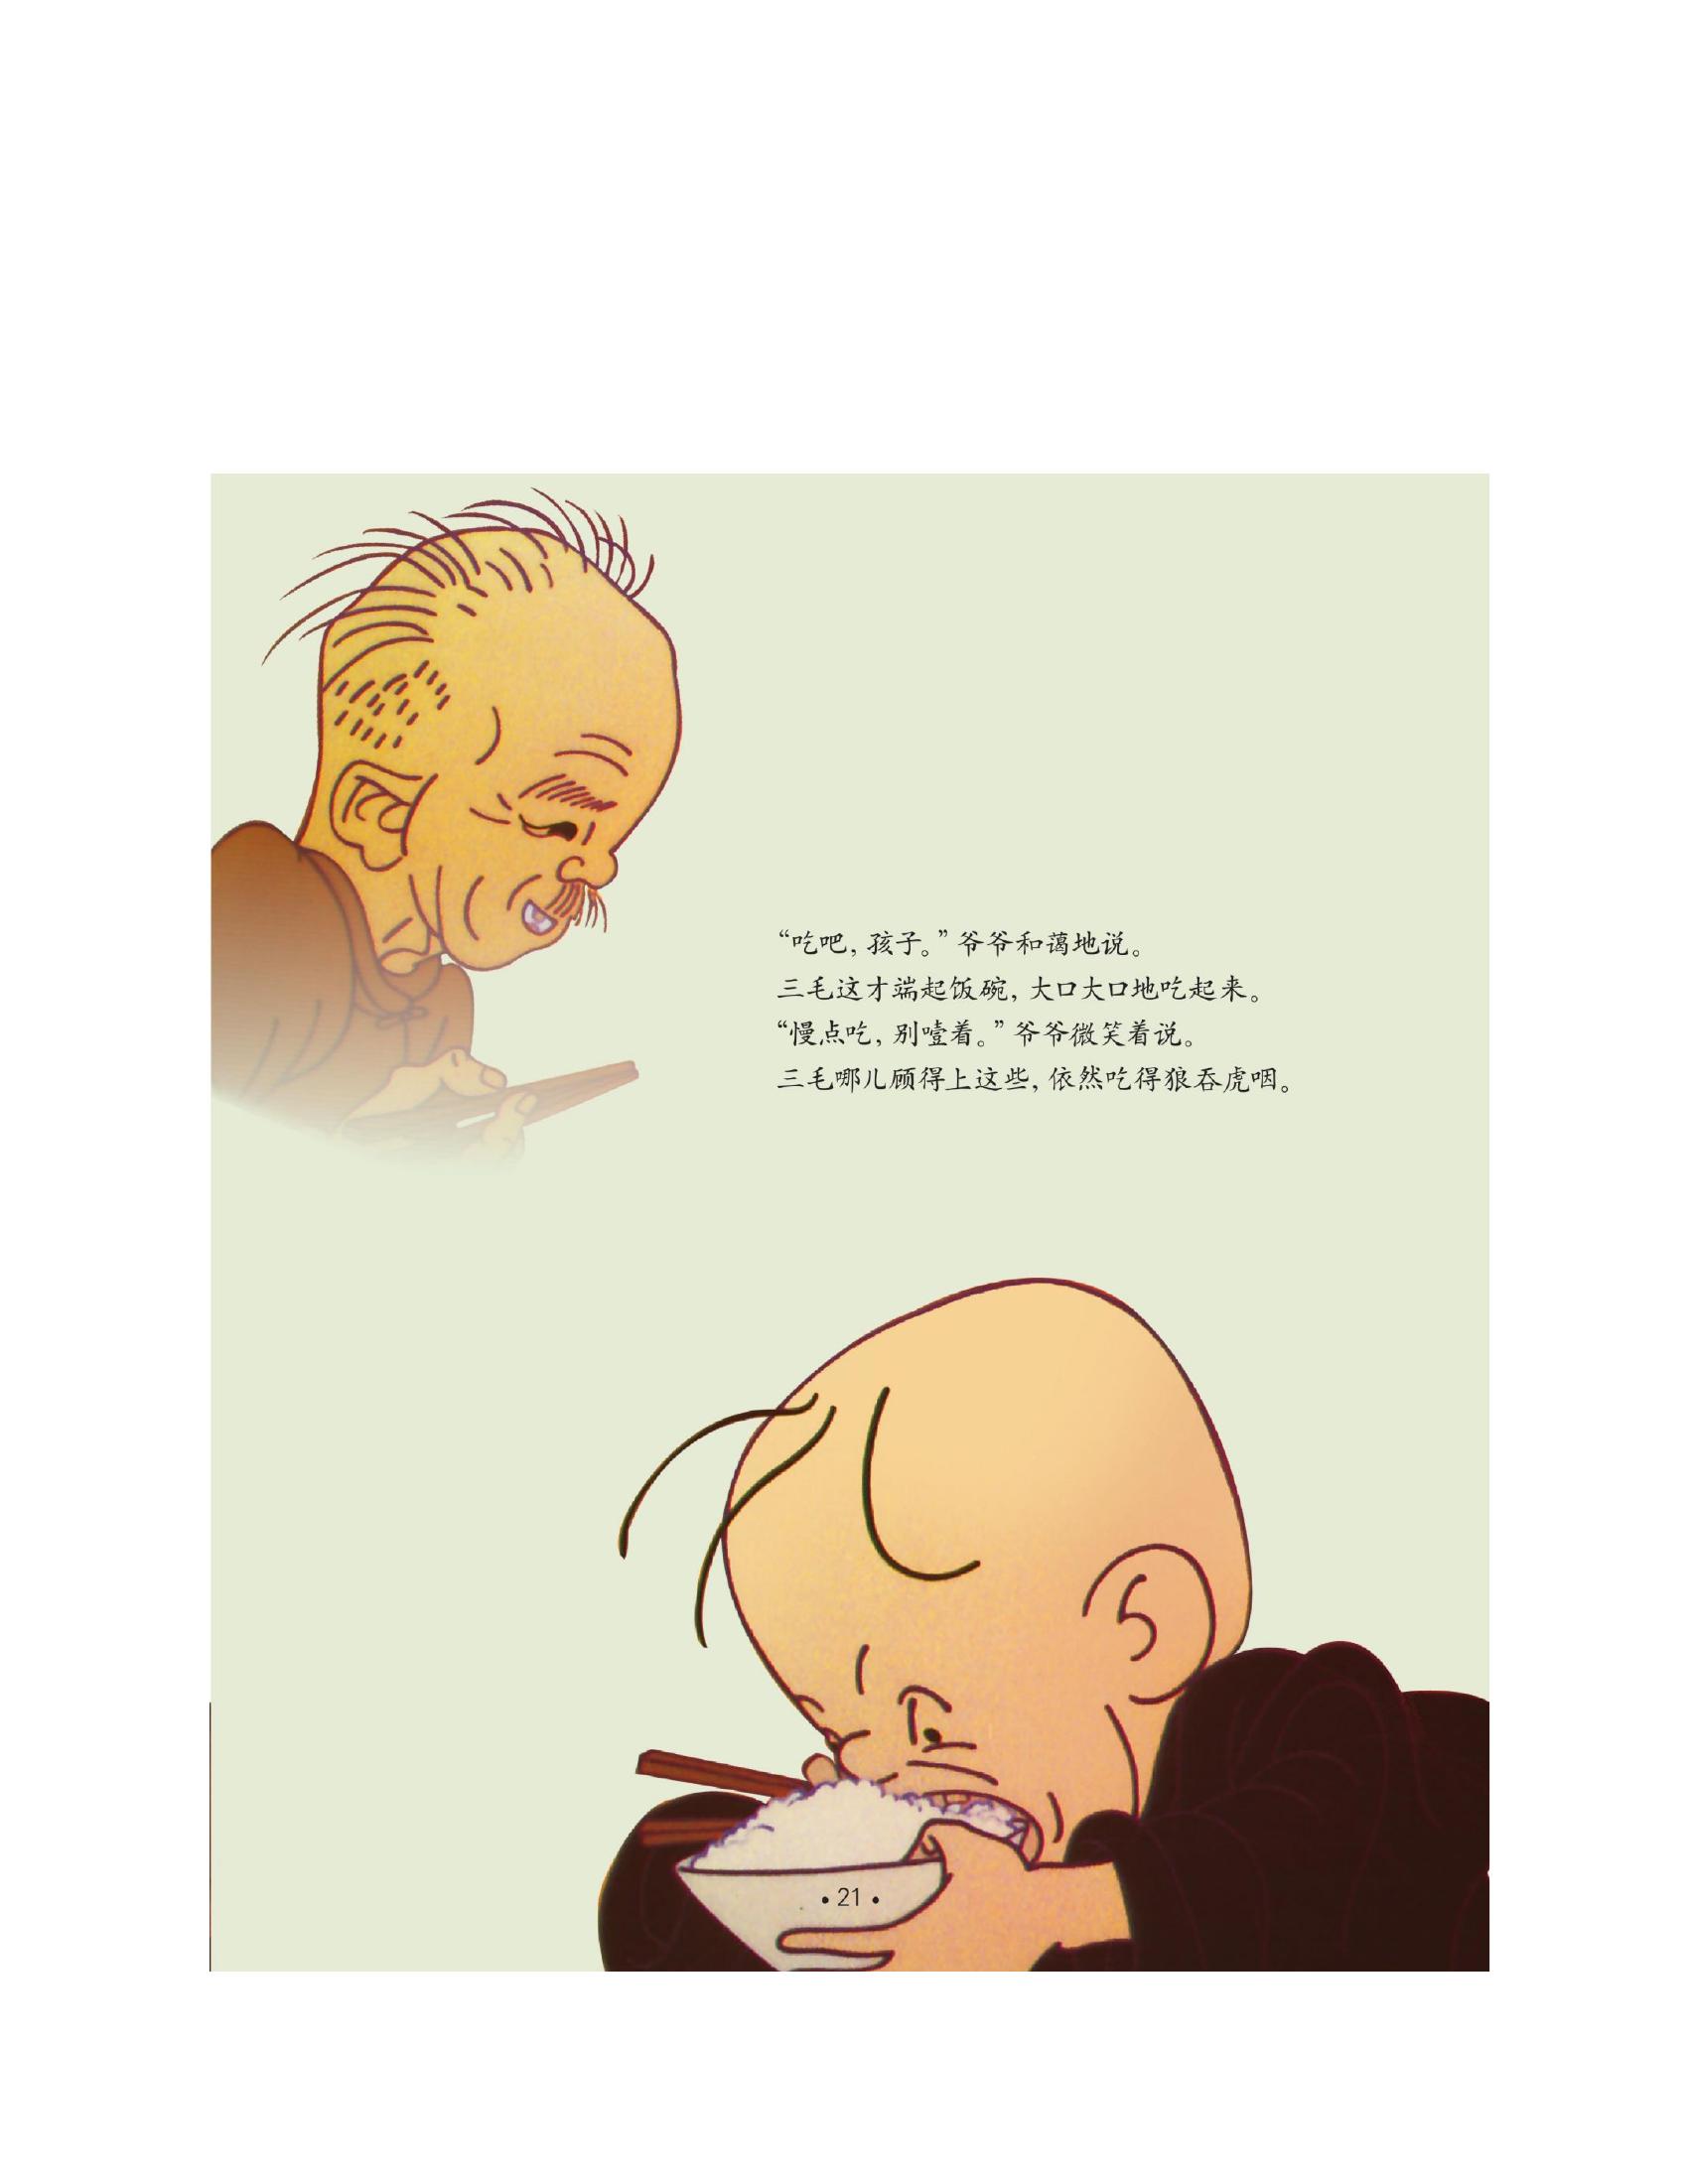 “吃吧，孩子。”爷爷和蔼地说。
三毛这才端起饭碗，大口大口地吃起来。
“慢点吃，别噎着。”爷爷微笑着说。
三毛哪儿顾得上这些，依然吃得狼吞虎咽。
• 21 •